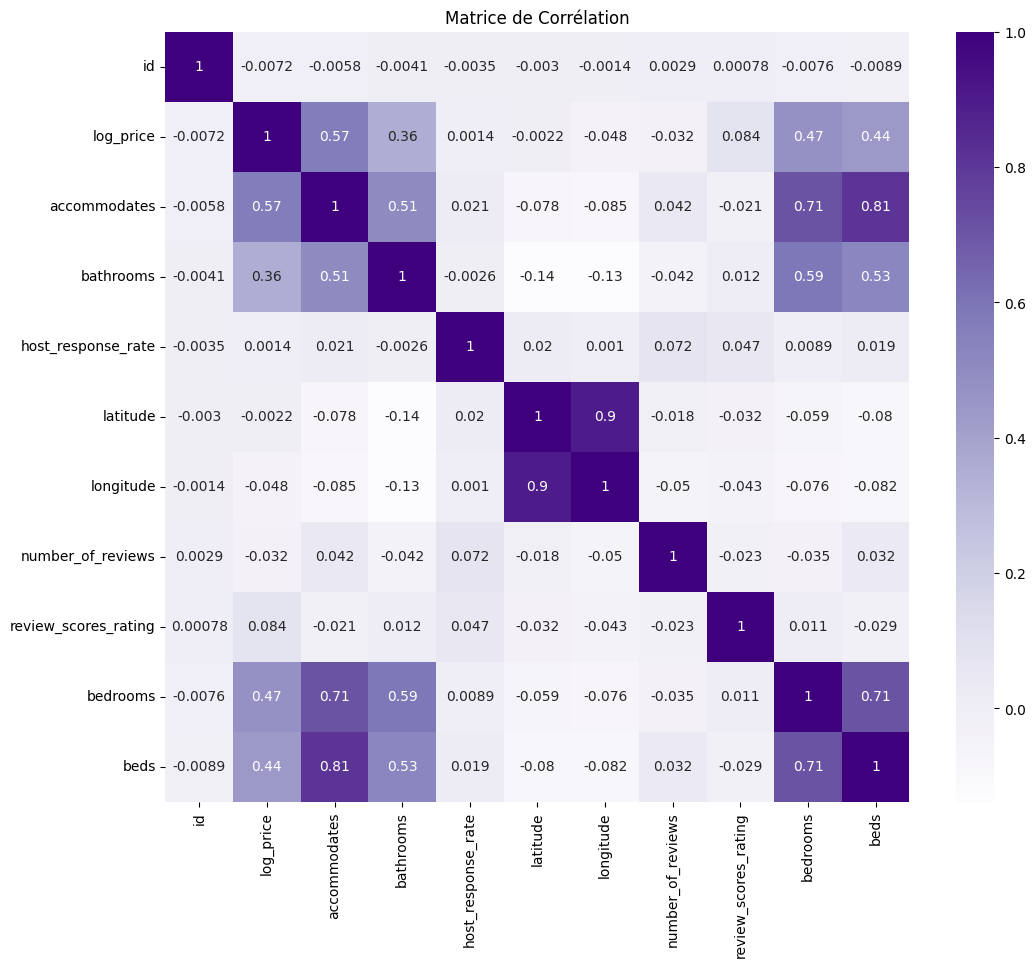 Matrice de Corrélation
id 1 -0.0072 -0.0058 -0.0041 -0.0035 -0.003 -0.0014 0.0029 0.00078 -0.0076 -0.0089
log_price -0.0072 1 0.57 0.36 0.0014 -0.0022 -0.048 -0.032 0.084 0.47 0.44
accommodates -0.0058 0.57 1 0.51 0.021 -0.078 -0.085 0.042 -0.021 0.71 0.81
bathrooms -0.0041 0.36 0.51 1 -0.0026 -0.14 -0.13 -0.042 0.012 0.59 0.53
host_response_rate -0.0035 0.0014 0.021 -0.0026 1 0.02 0.001 0.072 0.047 0.0089 0.019
latitude -0.003 -0.0022 -0.078 -0.14 0.02 1 0.9 -0.018 -0.032 -0.059 -0.08
longitude -0.0014 -0.048 -0.085 -0.13 0.001 0.9 1 -0.05 -0.043 -0.076 -0.082
number_of_reviews 0.0029 -0.032 0.042 -0.042 0.072 -0.018 -0.05 1 -0.023 -0.035 0.032
review_scores_rating 0.00078 0.084 -0.021 0.012 0.047 -0.032 -0.043 -0.023 1 0.011 -0.029
bedrooms -0.0076 0.47 0.71 0.59 0.0089 -0.059 -0.076 -0.035 0.011 1 0.71
beds -0.0089 0.44 0.81 0.53 0.019 -0.08 -0.082 0.032 -0.029 0.71 1
id log_price accommodates bathrooms host_response_rate latitude longitude number_of_reviews review_scores_rating bedrooms beds
1.0
0.8
0.6
0.4
0.2
0.0